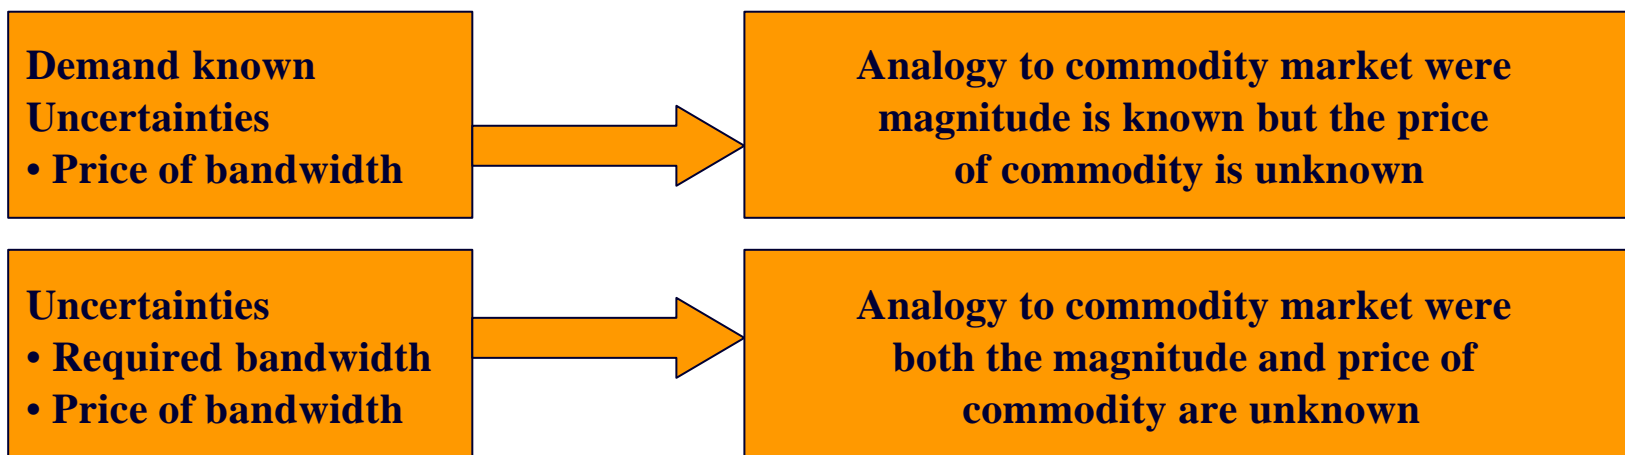 Demand known
Uncertainties
• Price of bandwidth
Analogy to commodity market were
magnitude is known but the price
of commodity is unknown
Uncertainties
• Required bandwidth
• Price of bandwidth
Analogy to commodity market were
both the magnitude and price of
commodity are unknown